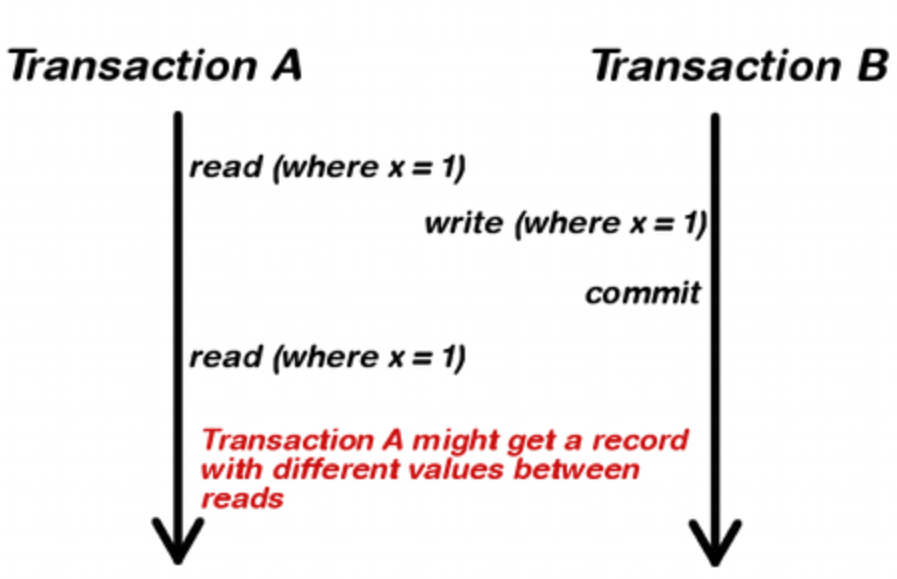 Transaction A
Transaction B
read (where x = 1)
write (where x = 1)
commit
read (where x = 1)
Transaction A might get a record
with different values between
reads